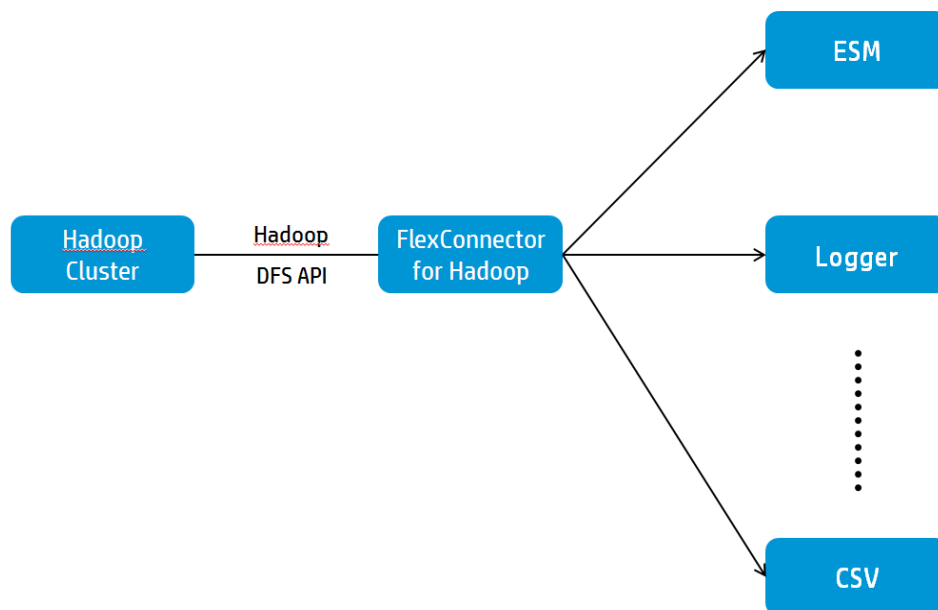 ESM
Hadoop
Cluster
Hadoop
DFS API
FlexConnector
for Hadoop
Logger
CSV